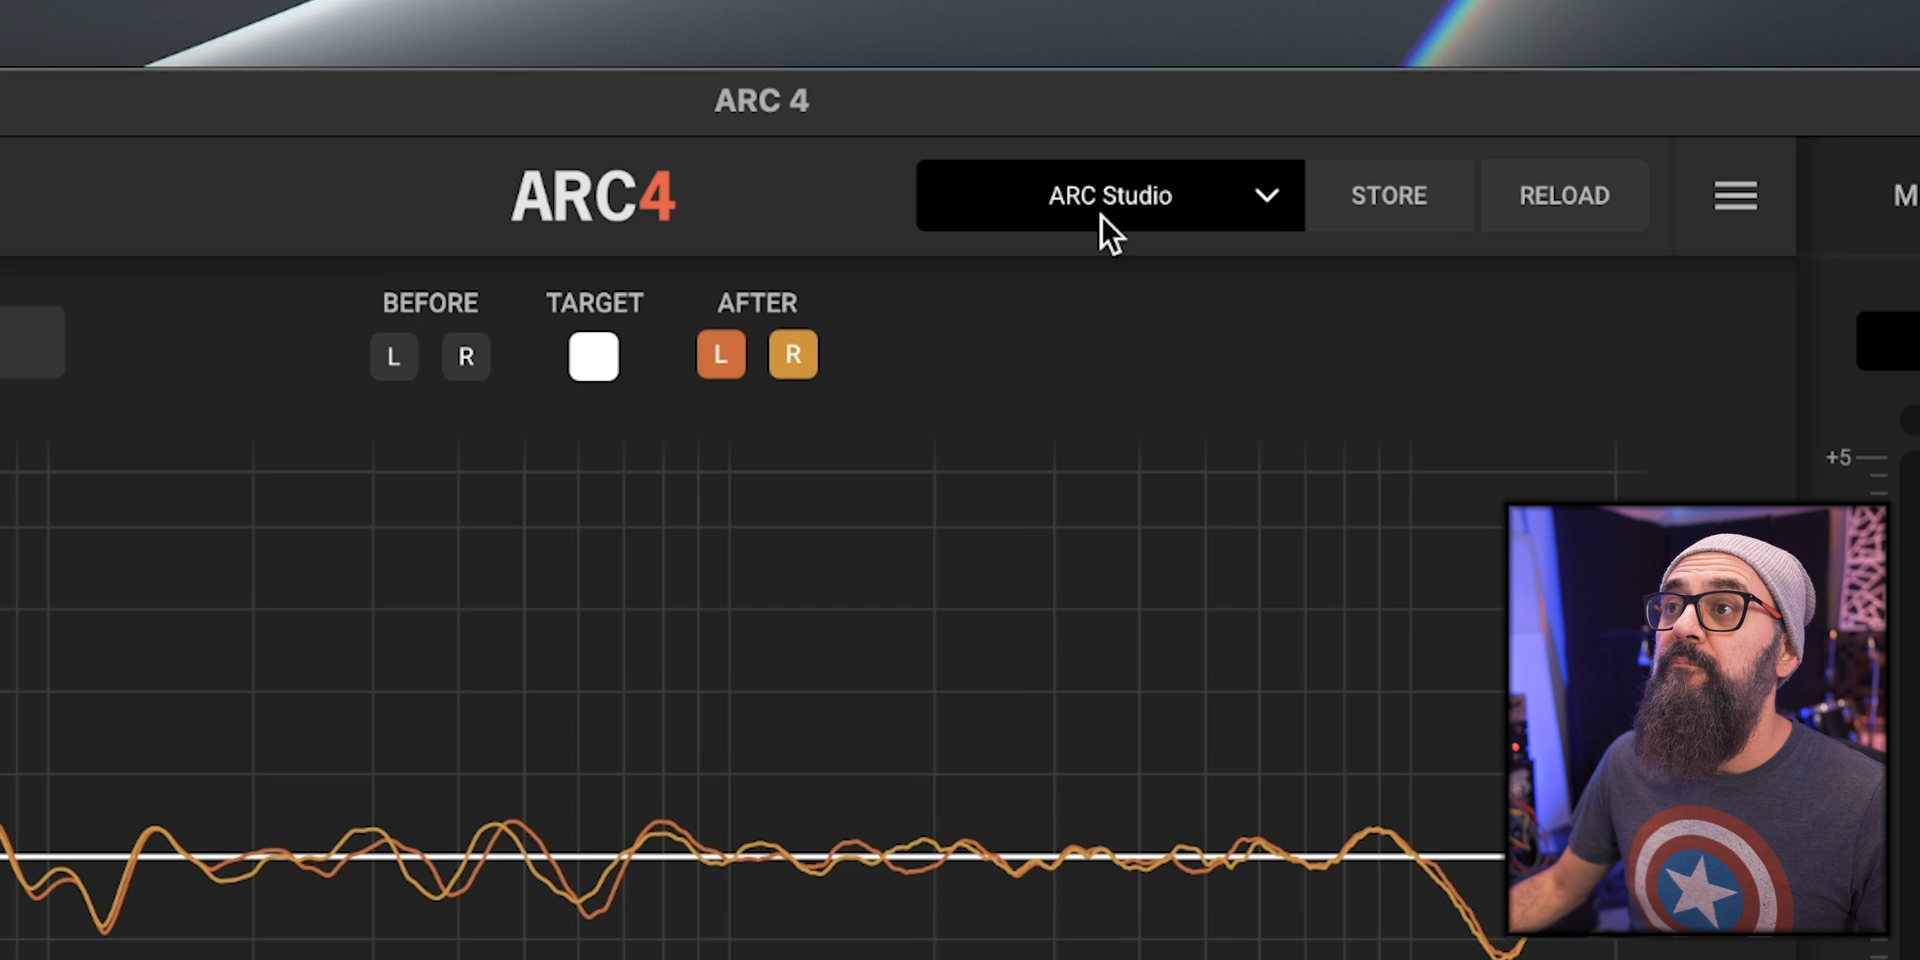 ARC 4
ARC4
ARC Studio
STORE
RELOAD
M
BEFORE
TARGET
AFTER
L
R
L
R
+5